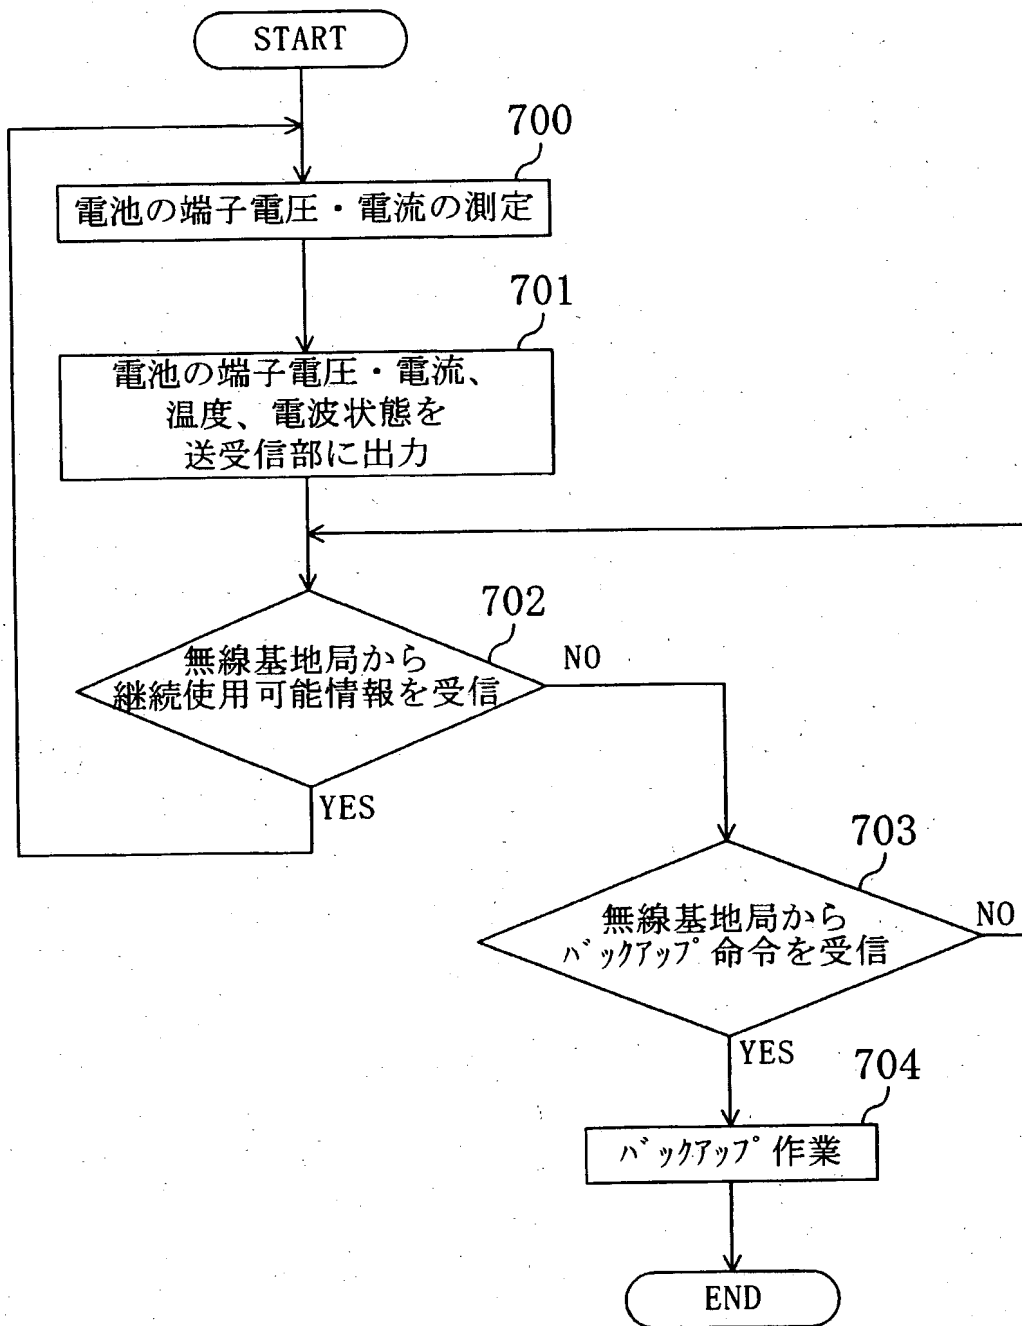 START
700
電池の端子電圧・電流の測定
701
電池の端子電圧・電流、
温度、電波状態を
送受信部に出力
702
無線基地局から
継続使用可能情報を受信
NO
YES
703
無線基地局から
バックアップ命令を受信
NO
YES
704
バックアップ作業
END